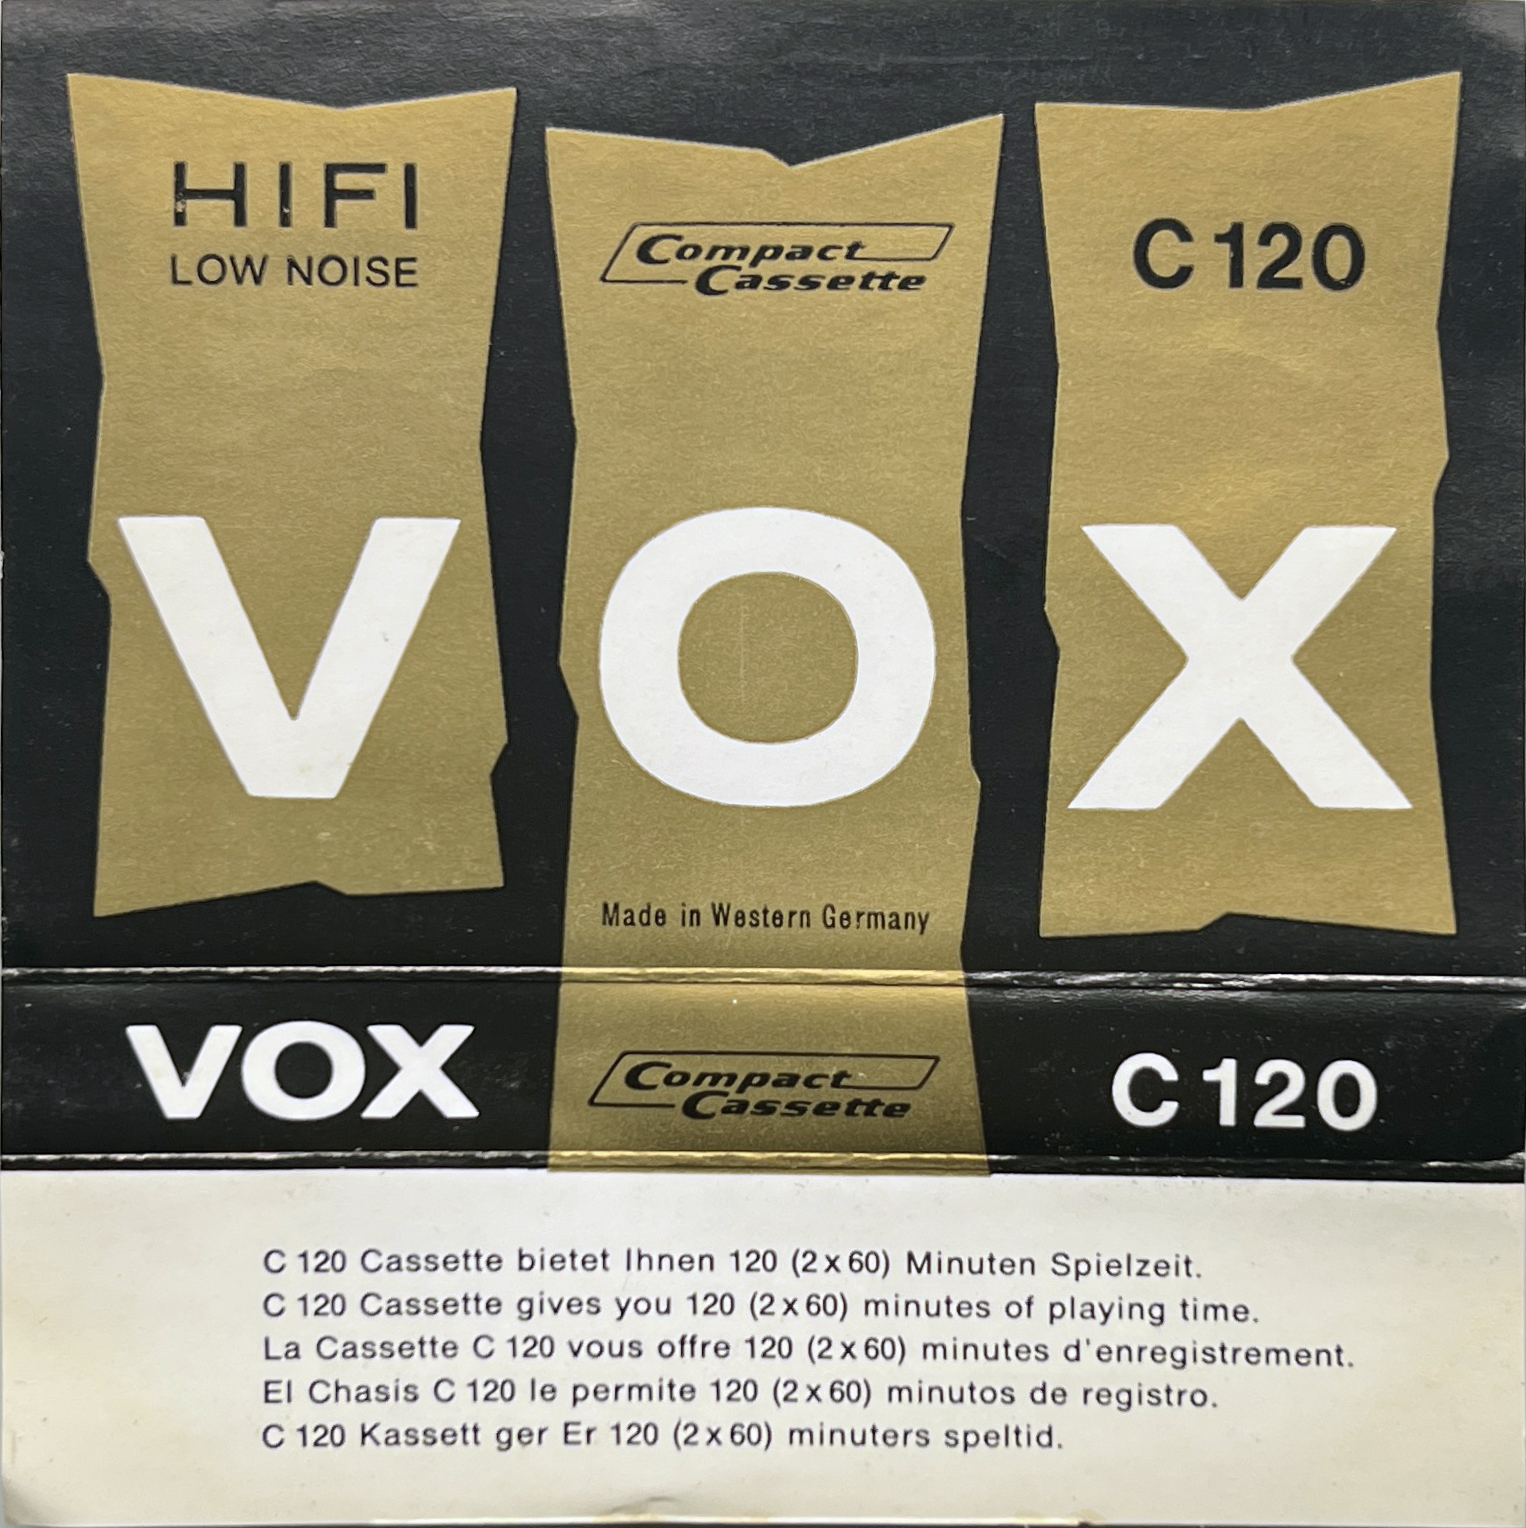 HIFI
LOW NOISE
Compact
Cassette
C 120
VOX
Made in Western Germany
VOX
Compact
Cassette
C 120
C 120 Cassette bietet Ihnen 120 (2 x 60) Minuten Spielzeit.
C 120 Cassette gives you 120 (2 x 60) minutes of playing time.
La Cassette C 120 vous offre 120 (2 x 60) minutes d'enregistrement.
El Chasis C 120 le permite 120 (2 x 60) minutos de registro.
C 120 Kassett ger Er 120 (2 x 60) minuters speltid.